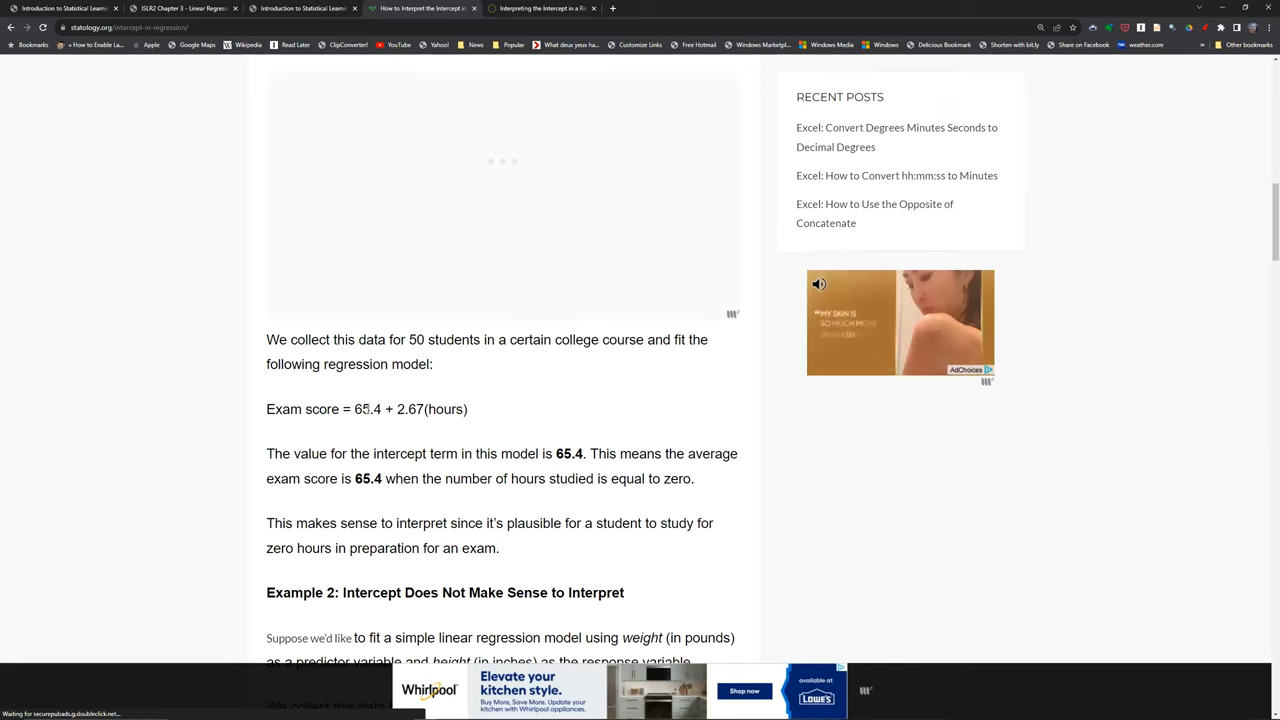 Introduction to Statistical Learnin
ISLR2 Chapter 3 - Linear Regres
Introduction to Statistical Learnin
How to Interpret the Intercept in
Interpreting the Intercept in a Re
statology.org/intercept-in-regression/
Bookmarks
+ How to Enable La...
Apple
Google Maps
Wikipedia
Read Later
ClipConverter!
YouTube
Yahoo!
News
Popular
What deux yeux ha...
Customize Links
Free Hotmail
Windows Marketpl...
Windows Media
Windows
Delicious Bookmark
Shorten with bit.ly
Share on Facebook
weather.com
Other bookmarks
We collect this data for 50 students in a certain college course and fit the
following regression model:
Exam score = 65.4 + 2.67(hours)
The value for the intercept term in this model is 65.4. This means the average
exam score is 65.4 when the number of hours studied is equal to zero.
This makes sense to interpret since it's plausible for a student to study for
zero hours in preparation for an exam.
Example 2: Intercept Does Not Make Sense to Interpret
Suppose we'd like to fit a simple linear regression model using weight (in pounds)
as a predictor variable and height (in inches) as the response variable.
We collect this data
RECENT POSTS
Excel: Convert Degrees Minutes Seconds to
Decimal Degrees
Excel: How to Convert hh:mm:ss to Minutes
Excel: How to Use the Opposite of
Concatenate
"MY SKIN IS
SO MUCH MORE
AdChoices
Whirlpool
Elevate your
kitchen style.
Buy More, Save More. Update your
kitchen with Whirlpool appliances.
Shop now
available at
LOWE'S
Waiting for securepubads.g.doubleclick.net...